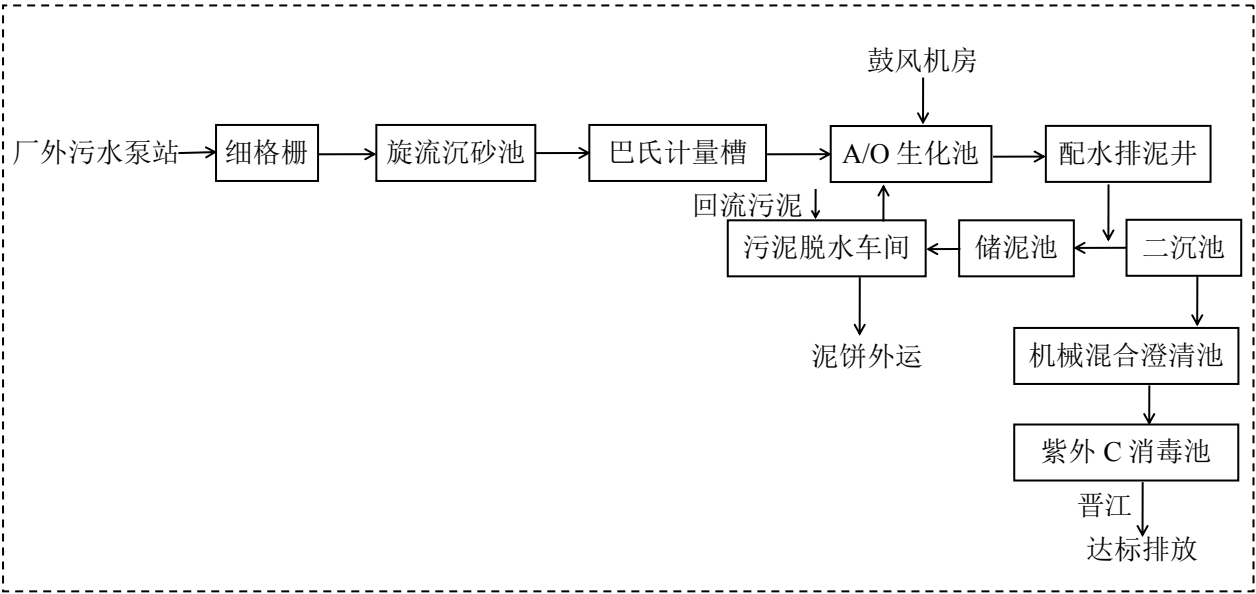 鼓风机房
厂外污水泵站
细格栅
旋流沉砂池
巴氏计量槽
A/O 生化池
配水排泥井
回流污泥
污泥脱水车间
储泥池
二沉池
泥饼外运
机械混合澄清池
紫外 C 消毒池
晋江
达标排放